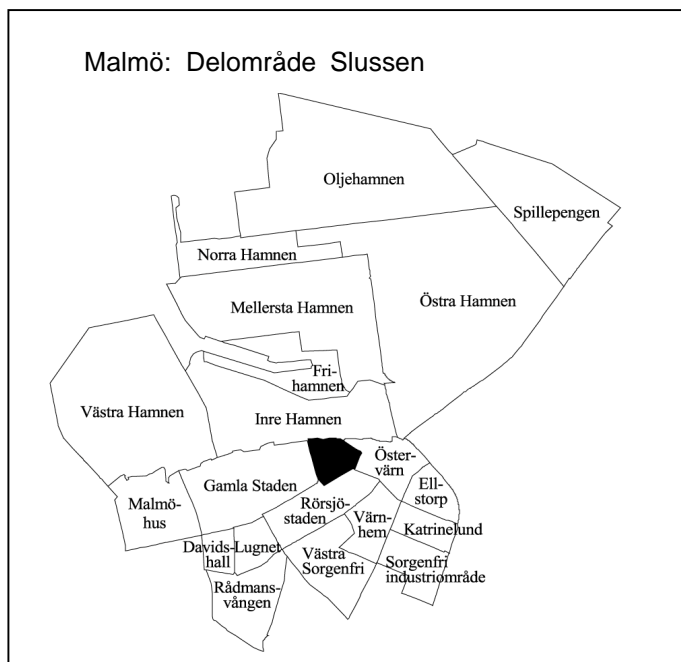 Malmö: Delområde Slussen
Oljehamnen
Spillepengen
Norra Hamnen
Mellersta Hamnen
Östra Hamnen
Fri-
hamnen
Västra Hamnen
Inre Hamnen
Öster-
värn
Gamla Staden
Ell-
storp
Malmö-
hus
Rörsjö-
staden
Värn-
hem
Katrinelund
Davids-
hall
Lugnet
Västra
Sorgenfri
Sorgenfri
industriområde
Rådmans-
vången